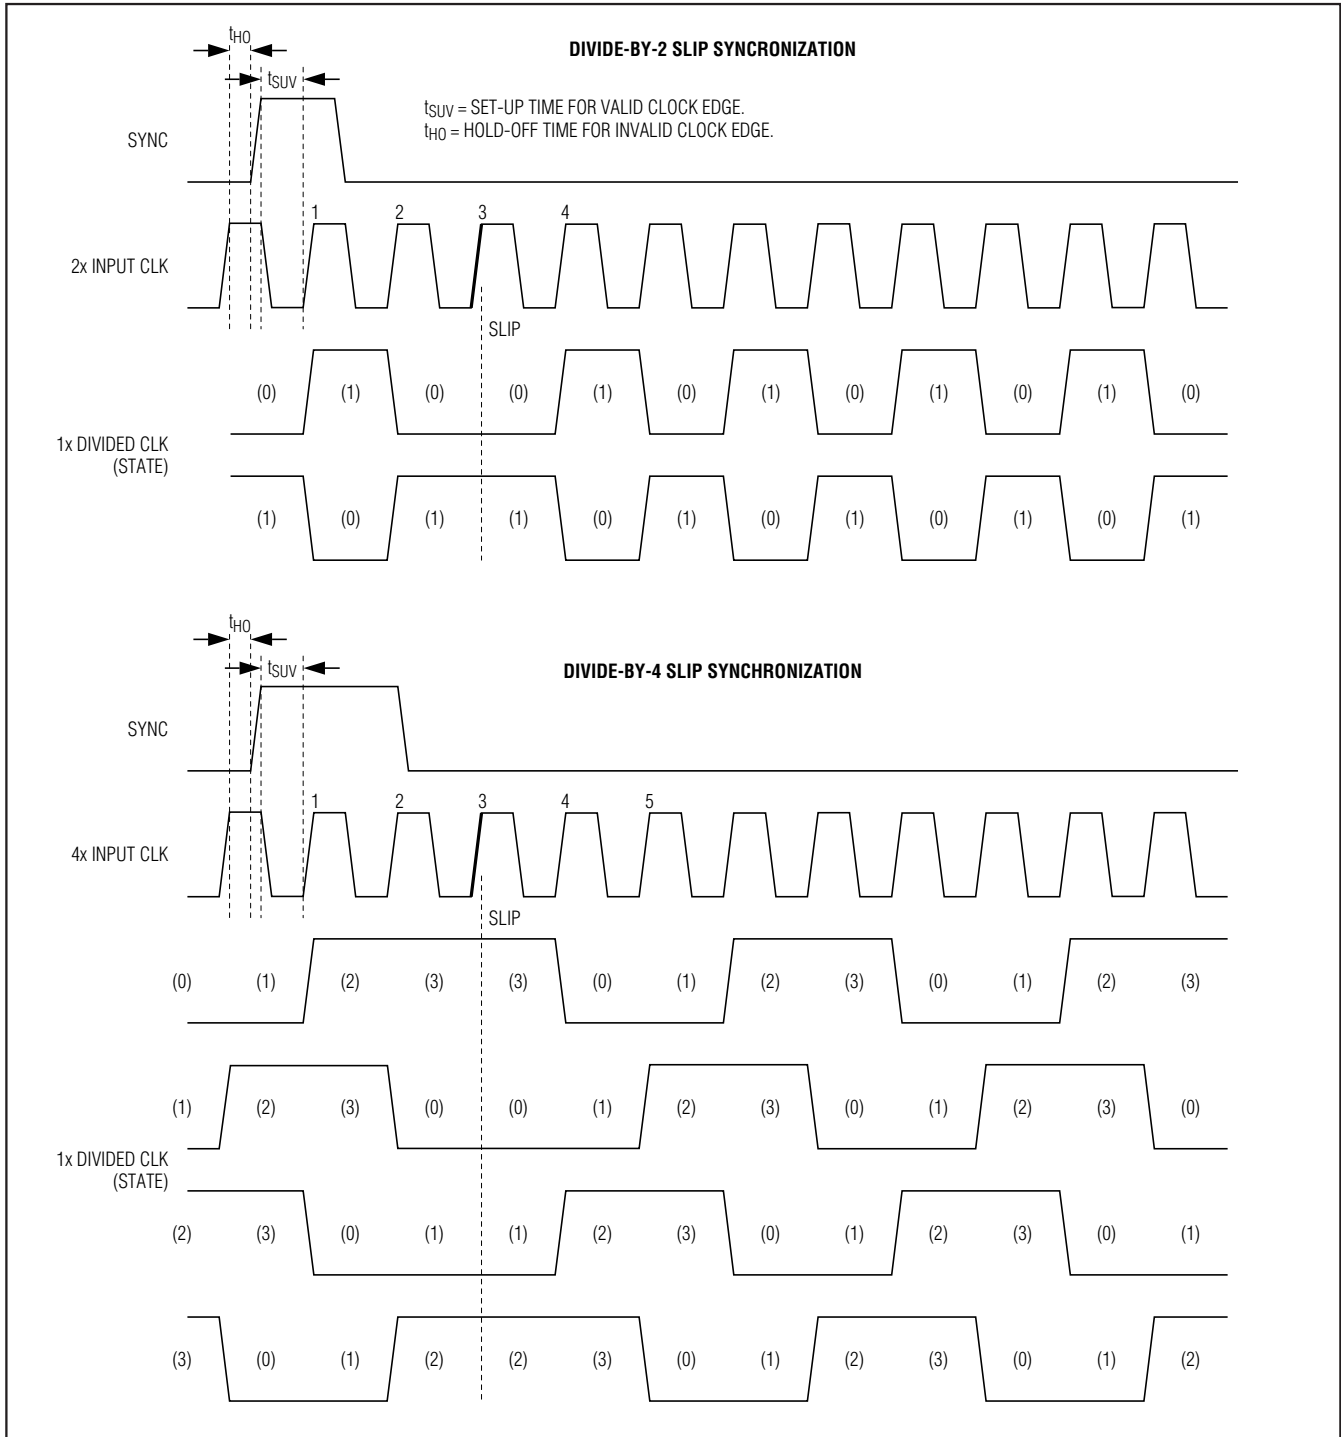 tHO
DIVIDE-BY-2 SLIP SYNCRONIZATION
tSUV
tSUV = SET-UP TIME FOR VALID CLOCK EDGE.
tHO = HOLD-OFF TIME FOR INVALID CLOCK EDGE.
SYNC
1 2 3 4
2x INPUT CLK
SLIP
(0) (1) (0) (0) (1) (0) (1) (0) (1) (0) (1) (0)
1x DIVIDED CLK
(STATE)
(1) (0) (1) (1) (0) (1) (0) (1) (0) (1) (0) (1)
tHO
tSUV
DIVIDE-BY-4 SLIP SYNCHRONIZATION
SYNC
1 2 3 4 5
4x INPUT CLK
SLIP
(0) (1) (2) (3) (3) (0) (1) (2) (3) (0) (1) (2) (3)
(1) (2) (3) (0) (0) (1) (2) (3) (0) (1) (2) (3) (0)
1x DIVIDED CLK
(STATE)
(2) (3) (0) (1) (1) (2) (3) (0) (1) (2) (3) (0) (1)
(3) (0) (1) (2) (2) (3) (0) (1) (2) (3) (0) (1) (2)